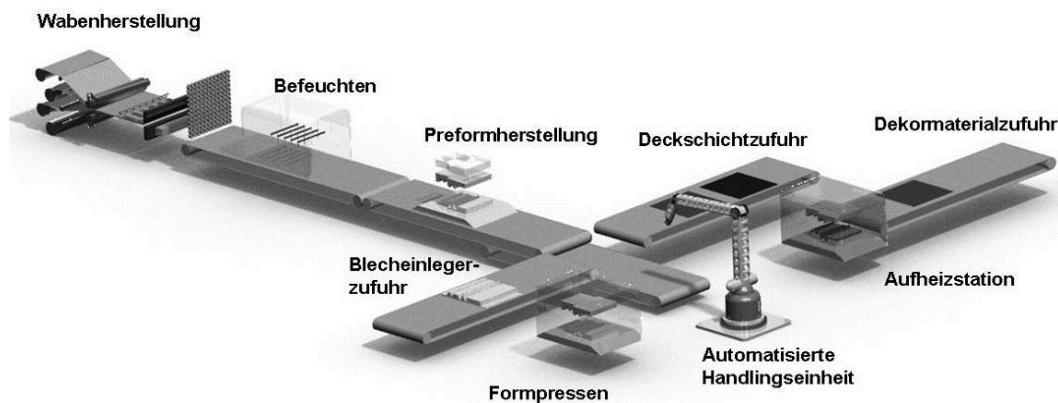 Wabenherstellung
Befeuchten
Preformherstellung
Deckschichtzufuhr
Dekormaterialzufuhr
Blecheinleger-
zufuhr
Aufheizstation
Automatisierte
Handlingseinheit
Formpressen